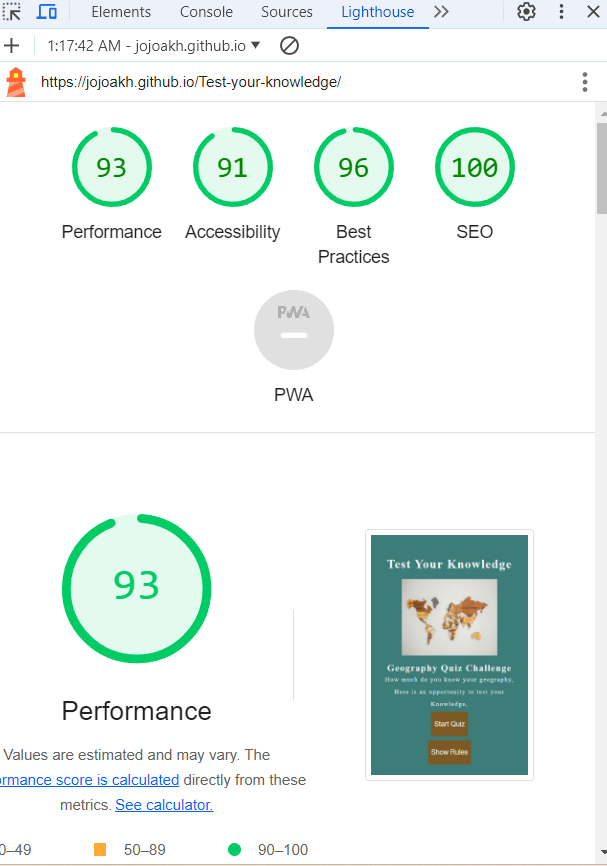 Elements Console Sources Lighthouse
1:17:42 AM - jojoakh.github.io
https://jojoakh.github.io/Test-your-knowledge/
93 91 96 100
Performance Accessibility Best Practices SEO
PWA
PWA
93
Performance
Values are estimated and may vary. The
ormance score is calculated directly from these
metrics. See calculator.
0–49 50–89 90–100
Test Your Knowledge
Geography Quiz Challenge
How much do you know your geography,
Here is an opportunity to test your
Knowledge.
Start Quiz
Show Rules